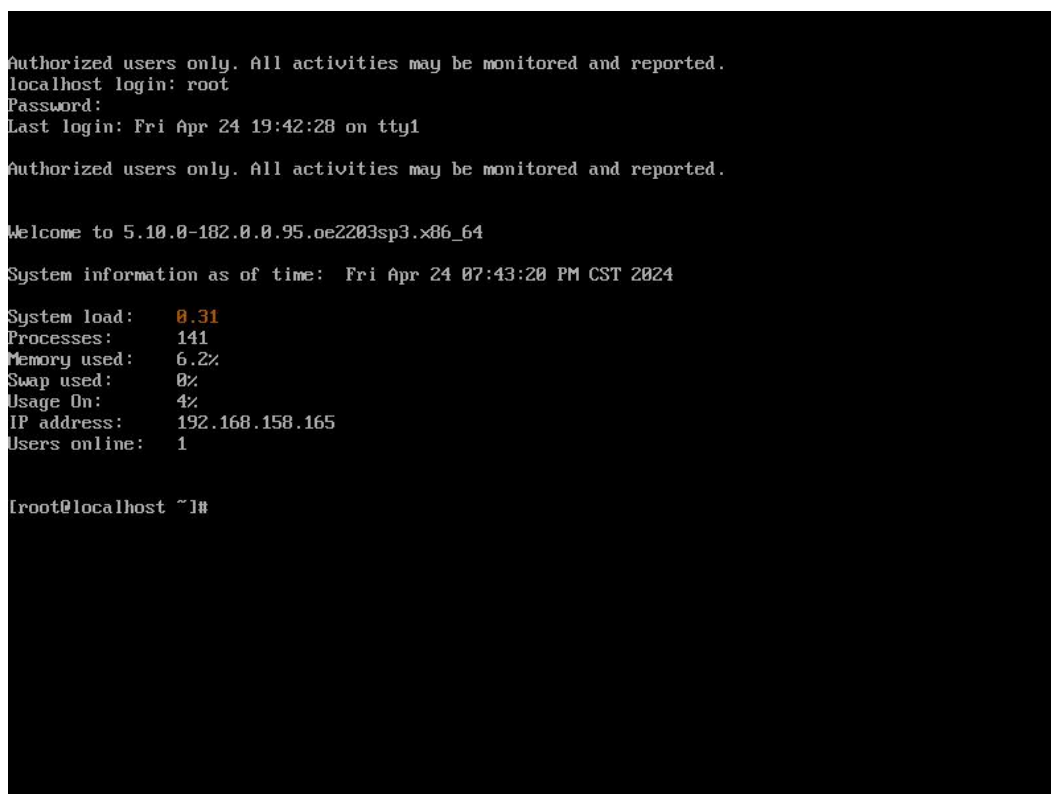 Authorized users only. All activities may be monitored and reported.
localhost login: root
Password:
Last login: Fri Apr 24 19:42:28 on tty1
Authorized users only. All activities may be monitored and reported.
Welcome to 5.10.0-182.0.0.95.oe2203sp3.x86_64
System information as of time:  Fri Apr 24 07:43:20 PM CST 2024
System load:    0.31
Processes:      141
Memory used:    6.2%
Swap used:      0%
Usage On:       4%
IP address:     192.168.158.165
Users online:   1
[root@localhost ~]#